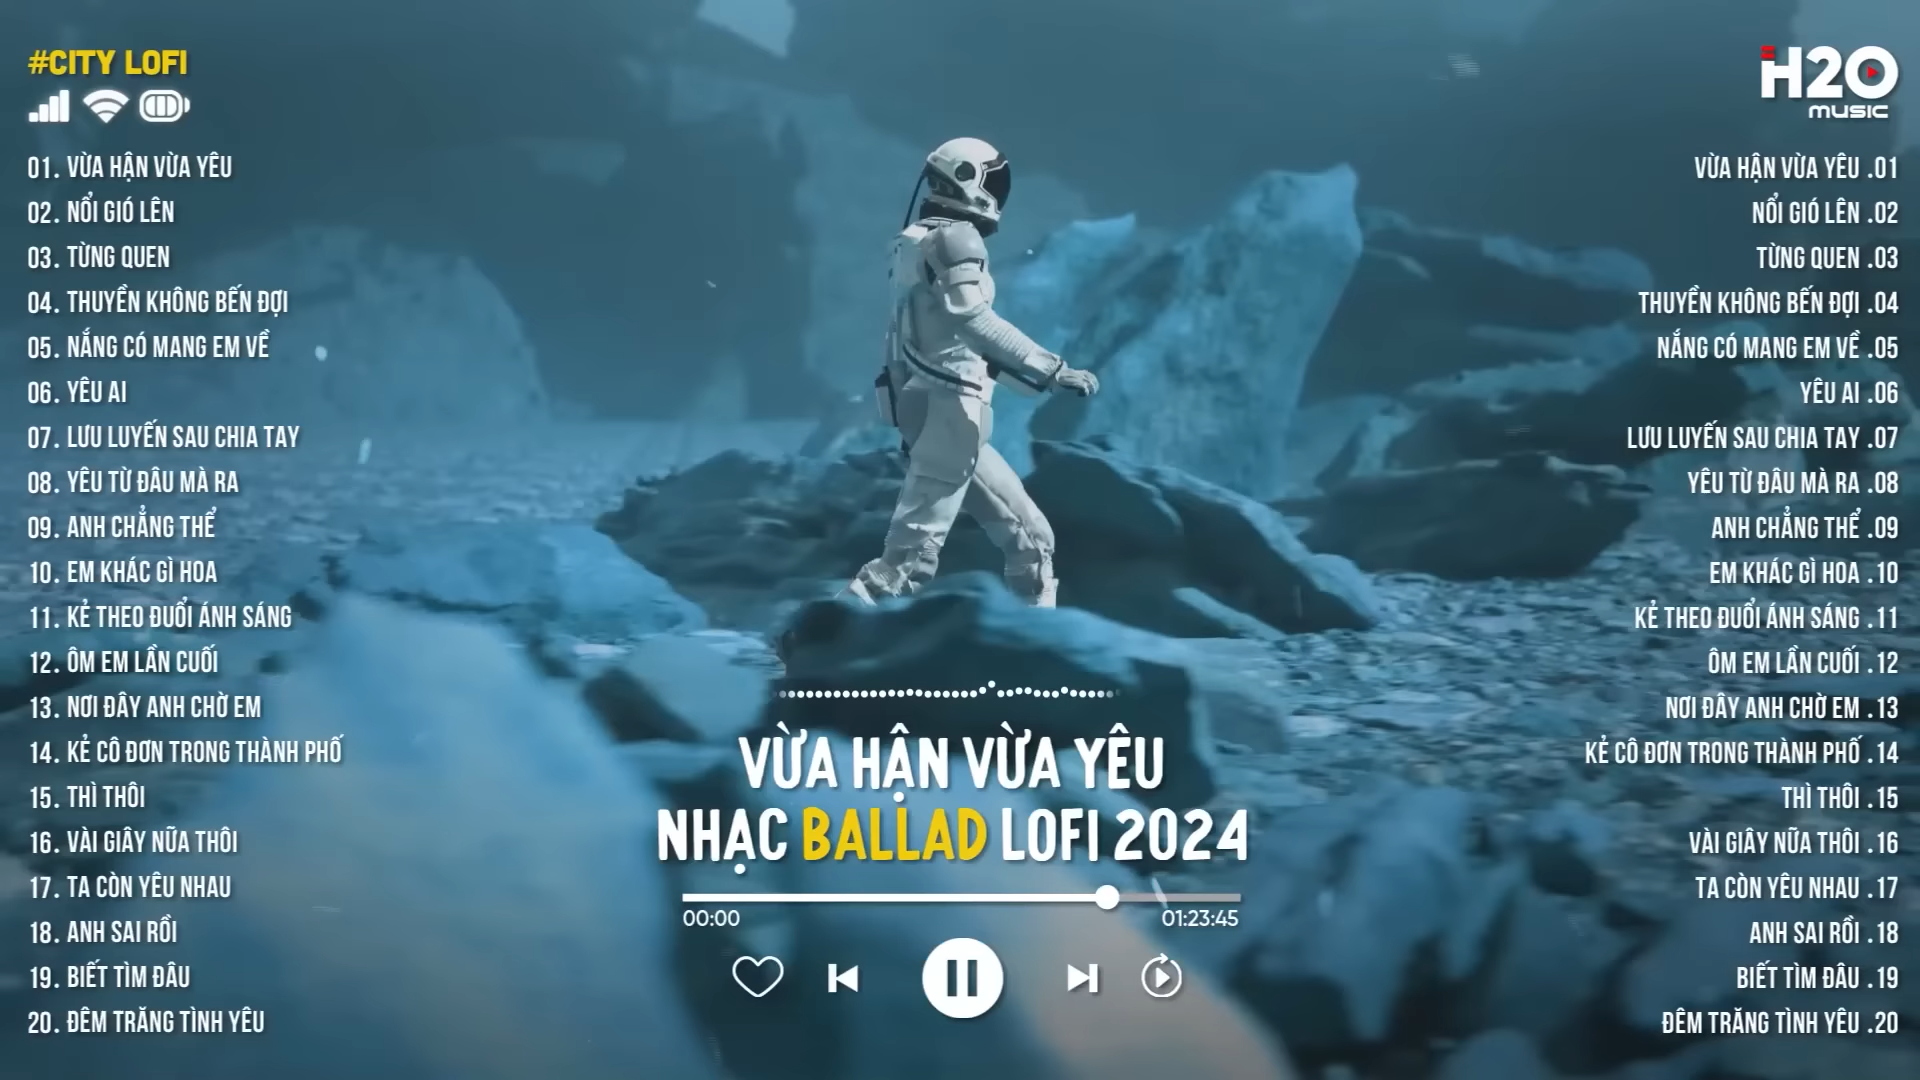 #CITY LOFI
H2O
MUSIC
01. VỪA HẬN VỪA YÊU
02. NỔI GIÓ LÊN
03. TỪNG QUEN
04. THUYỀN KHÔNG BẾN ĐỢI
05. NẮNG CÓ MANG EM VỀ
06. YÊU AI
07. LƯU LUYẾN SAU CHIA TAY
08. YÊU TỪ ĐÂU MÀ RA
09. ANH CHẲNG THỂ
10. EM KHÁC GÌ HOA
11. KẺ THEO ĐUỔI ÁNH SÁNG
12. ÔM EM LẦN CUỐI
13. NƠI ĐÂY ANH CHỜ EM
14. KẺ CÔ ĐƠN TRONG THÀNH PHỐ
15. THÌ THÔI
16. VÀI GIÂY NỮA THÔI
17. TA CÒN YÊU NHAU
18. ANH SAI RỒI
19. BIẾT TÌM ĐÂU
20. ĐÊM TRĂNG TÌNH YÊU
VỪA HẬN VỪA YÊU
NHẠC BALLAD LOFI 2024
00:00
01:23:45
VỪA HẬN VỪA YÊU .01
NỔI GIÓ LÊN .02
TỪNG QUEN .03
THUYỀN KHÔNG BẾN ĐỢI .04
NẮNG CÓ MANG EM VỀ .05
YÊU AI .06
LƯU LUYẾN SAU CHIA TAY .07
YÊU TỪ ĐÂU MÀ RA .08
ANH CHẲNG THỂ .09
EM KHÁC GÌ HOA .10
KẺ THEO ĐUỔI ÁNH SÁNG .11
ÔM EM LẦN CUỐI .12
NƠI ĐÂY ANH CHỜ EM .13
KẺ CÔ ĐƠN TRONG THÀNH PHỐ .14
THÌ THÔI .15
VÀI GIÂY NỮA THÔI .16
TA CÒN YÊU NHAU .17
ANH SAI RỒI .18
BIẾT TÌM ĐÂU .19
ĐÊM TRĂNG TÌNH YÊU .20